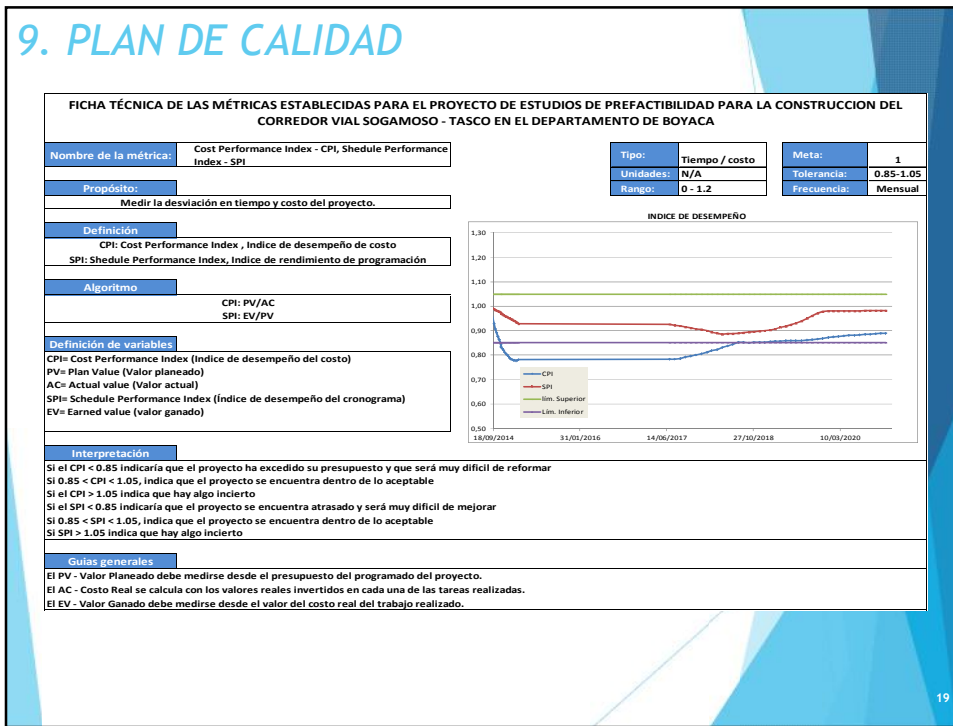 9. PLAN DE CALIDAD
FICHA TÉCNICA DE LAS MÉTRICAS ESTABLECIDAS PARA EL PROYECTO DE ESTUDIOS DE PREFACTIBILIDAD PARA LA CONSTRUCCION DEL
CORREDOR VIAL SOGAMOSO - TASCO EN EL DEPARTAMENTO DE BOYACA
Nombre de la métrica:
Cost Performance Index - CPI, Shedule Performance
Index - SPI
Tipo: Tiempo / costo
Unidades: N/A
Rango: 0 - 1.2
Meta: 1
Tolerancia: 0.85-1.05
Frecuencia: Mensual
Propósito:
Medir la desviación en tiempo y costo del proyecto.
Definición
CPI: Cost Performance Index , Indice de desempeño de costo
SPI: Shedule Performance Index, Indice de rendimiento de programación
Algoritmo
CPI: PV/AC
SPI: EV/PV
Definición de variables
CPI= Cost Performance Index (Indice de desempeño del costo)
PV= Plan Value (Valor planeado)
AC= Actual value (Valor actual)
SPI= Schedule Performance Index (Índice de desempeño del cronograma)
EV= Earned value (valor ganado)
INDICE DE DESEMPEÑO
1,30
1,20
1,10
1,00
0,90
0,80
0,70
0,60
0,50
CPI
SPI
lim. Superior
Lim. Inferior
18/09/2014 31/01/2016 14/06/2017 27/10/2018 10/03/2020
Interpretación
Si el CPI < 0.85 indicaría que el proyecto ha excedido su presupuesto y que será muy dificil de reformar
Si 0.85 < CPI < 1.05, indica que el proyecto se encuentra dentro de lo aceptable
Si el CPI > 1.05 indica que hay algo incierto
Si el SPI < 0.85 indicaría que el proyecto se encuentra atrasado y será muy dificil de mejorar
Si 0.85 < SPI < 1.05, indica que el proyecto se encuentra dentro de lo aceptable
Si SPI > 1.05 indica que hay algo incierto
Guias generales
El PV - Valor Planeado debe medirse desde el presupuesto del programado del proyecto.
El AC - Costo Real se calcula con los valores reales invertidos en cada una de las tareas realizadas.
El EV - Valor Ganado debe medirse desde el valor del costo real del trabajo realizado.
19